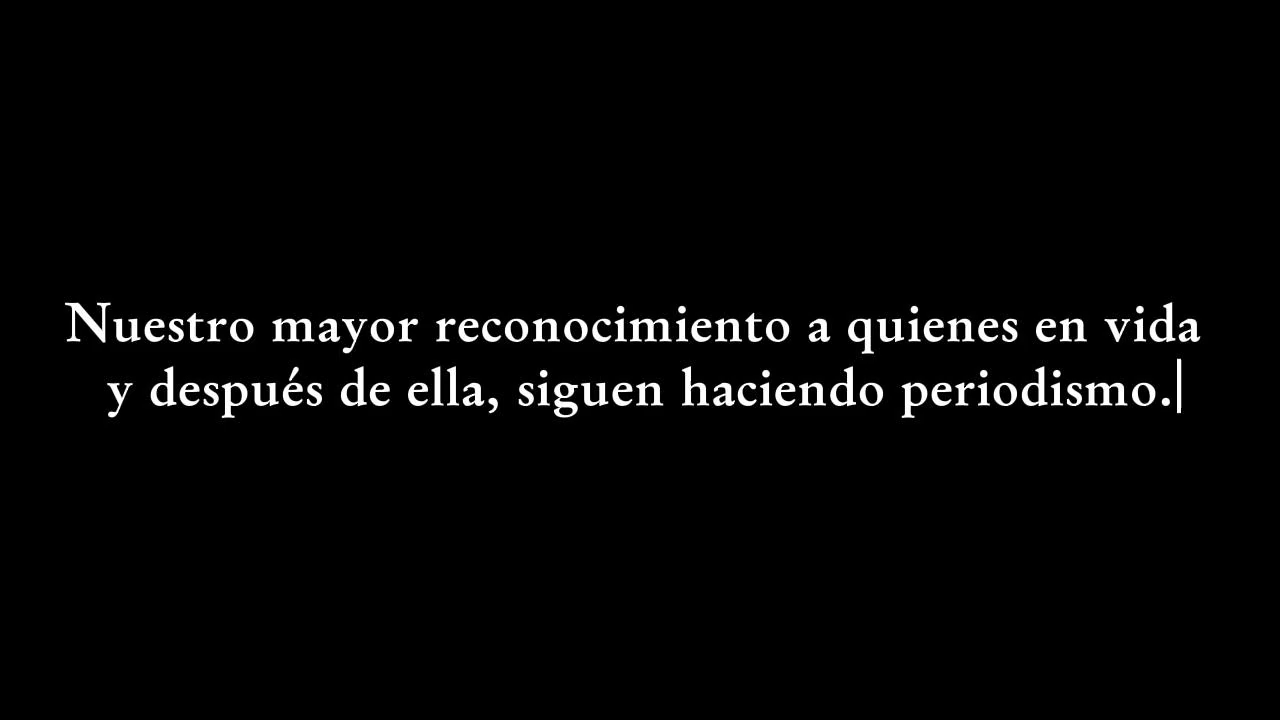 Nuestro mayor reconocimiento a quienes en vida
y después de ella, siguen haciendo periodismo.